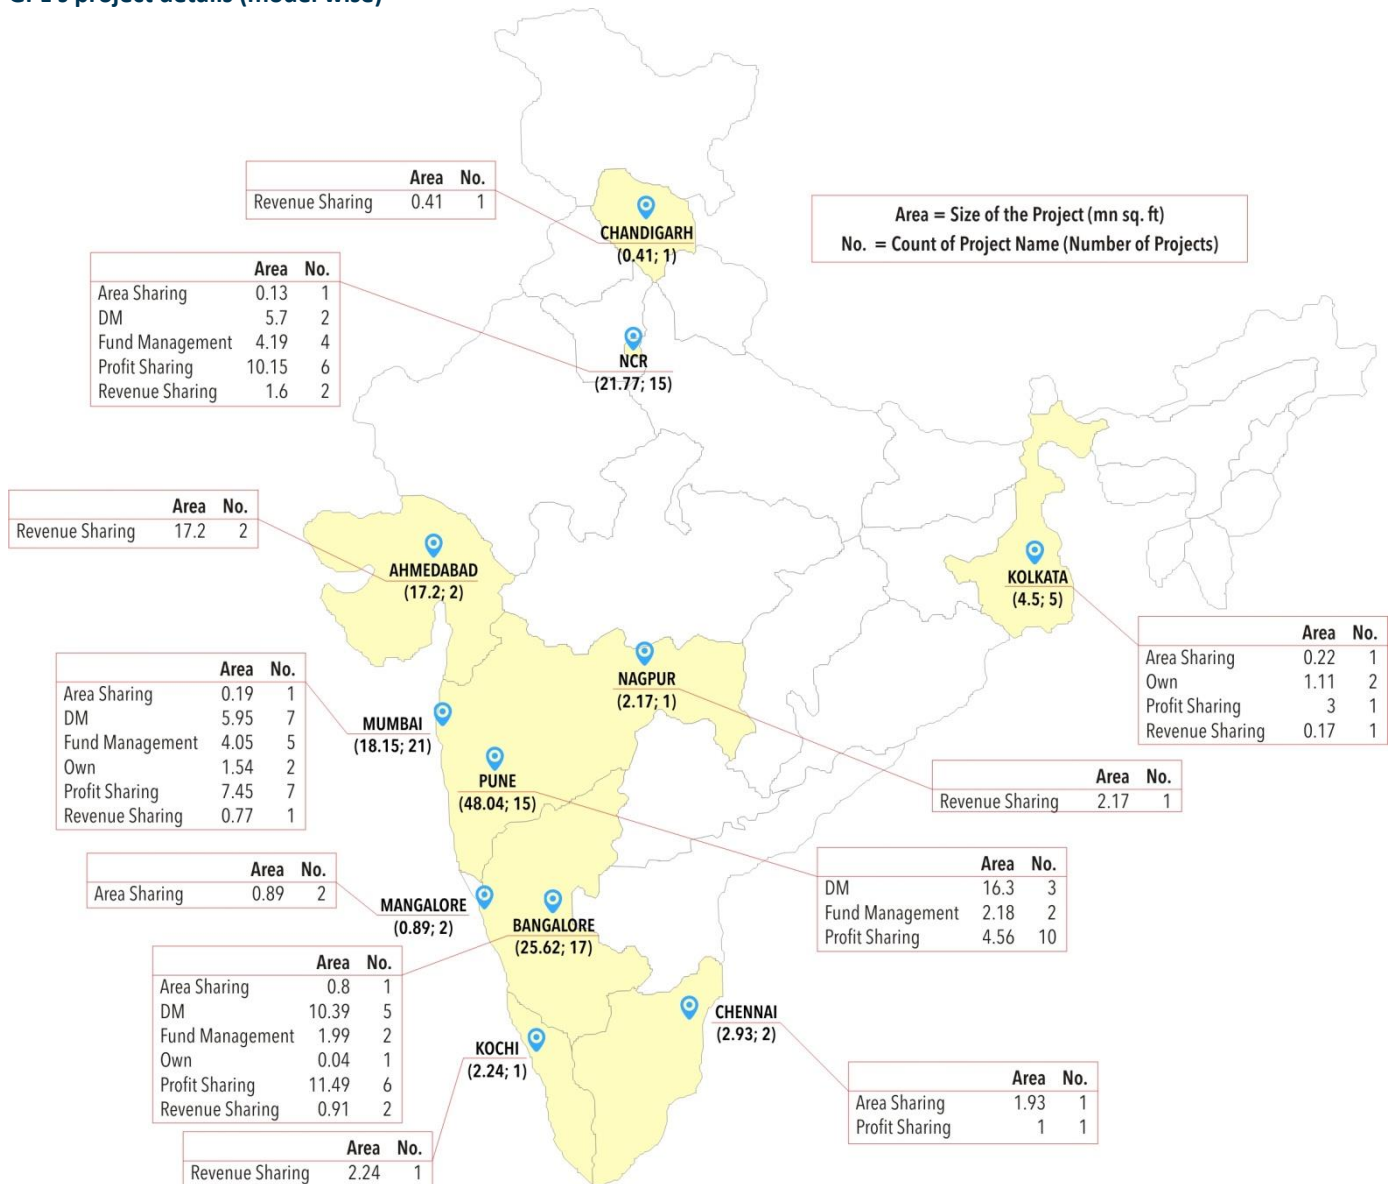 GPL's project details (model wise)
Area No.
Revenue Sharing 0.41 1
CHANDIGARH
(0.41; 1)
Area = Size of the Project (mn sq. ft)
No. = Count of Project Name (Number of Projects)
Area No.
Area Sharing 0.13 1
DM 5.7 2
Fund Management 4.19 4
Profit Sharing 10.15 6
Revenue Sharing 1.6 2
NCR
(21.77; 15)
Area No.
Revenue Sharing 17.2 2
AHMEDABAD
(17.2; 2)
KOLKATA
(4.5; 5)
Area No.
Area Sharing 0.22 1
Own 1.11 2
Profit Sharing 3 1
Revenue Sharing 0.17 1
Area No.
Area Sharing 0.19 1
DM 5.95 7
Fund Management 4.05 5
Own 1.54 2
Profit Sharing 7.45 7
Revenue Sharing 0.77 1
MUMBAI
(18.15; 21)
NAGPUR
(2.17; 1)
Area No.
Revenue Sharing 2.17 1
PUNE
(48.04; 15)
Area No.
DM 16.3 3
Fund Management 2.18 2
Profit Sharing 4.56 10
Area No.
Area Sharing 0.89 2
MANGALORE
(0.89; 2)
BANGALORE
(25.62; 17)
Area No.
Area Sharing 0.8 1
DM 10.39 5
Fund Management 1.99 2
Own 0.04 1
Profit Sharing 11.49 6
Revenue Sharing 0.91 2
CHENNAI
(2.93; 2)
Area No.
Area Sharing 1.93 1
Profit Sharing 1 1
KOCHI
(2.24; 1)
Area No.
Revenue Sharing 2.24 1